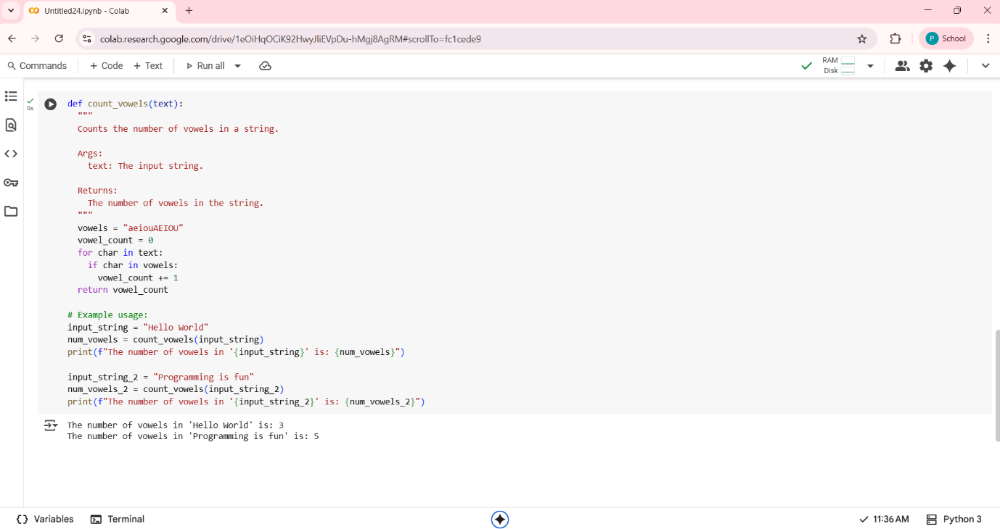 Untitled24.ipynb - Colab
colab.research.google.com/drive/1eOiHqOCiK92HwyJliEVpDu-hMgj8AgRM#scrollTo=fc1cede9
P School
Commands + Code + Text Run all RAM
Disk
0s
def count_vowels(text):
"""
Counts the number of vowels in a string.
Args:
text: The input string.
Returns:
The number of vowels in the string.
"""
vowels = "aeiouAEIOU"
vowel_count = 0
for char in text:
if char in vowels:
vowel_count += 1
return vowel_count
# Example usage:
input_string = "Hello World"
num_vowels = count_vowels(input_string)
print(f"The number of vowels in '{input_string}' is: {num_vowels}")
input_string_2 = "Programming is fun"
num_vowels_2 = count_vowels(input_string_2)
print(f"The number of vowels in '{input_string_2}' is: {num_vowels_2}")
The number of vowels in 'Hello World' is: 3
The number of vowels in 'Programming is fun' is: 5
{} Variables Terminal 11:36 AM Python 3